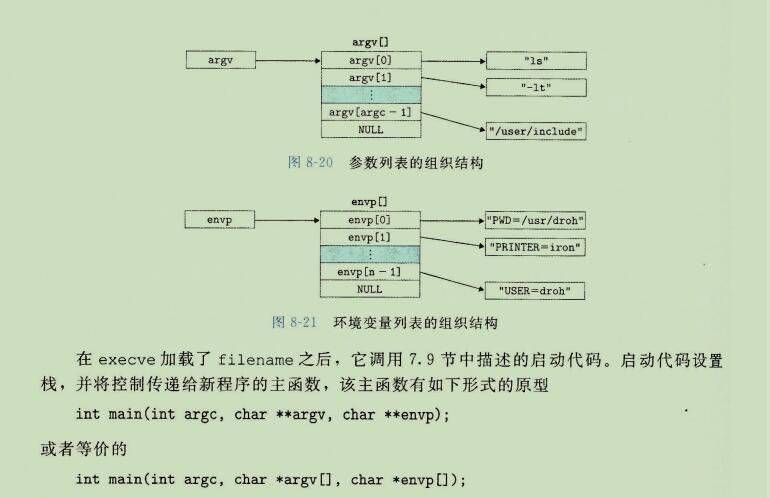 argv[]
argv
argv[0]
"ls"
argv[1]
"-lt"
⋮
argv[argc - 1]
"/user/include"
NULL
图 8-20 参数列表的组织结构
envp[]
envp
envp[0]
"PWD=/usr/droh"
envp[1]
"PRINTER=iron"
⋮
envp[n - 1]
"USER=droh"
NULL
图 8-21 环境变量列表的组织结构
在 execve 加载了 filename 之后，它调用 7.9 节中描述的启动代码。启动代码设置
栈，并将控制传递给新程序的主函数，该主函数有如下形式的原型
int main(int argc, char **argv, char **envp);
或者等价的
int main(int argc, char *argv[], char *envp[]);